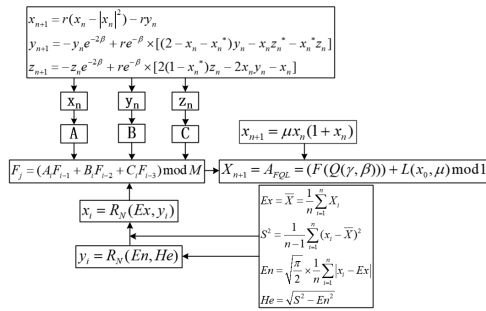 x_{n+1} = r(x_n - |x_n|^2) - ry_n
y_{n+1} = -y_n e^{-2β} + re^{-β} × [(2 - x_n - x_n^*)y_n - x_n z_n^* - x_n^* z_n]
z_{n+1} = -z_n e^{-2β} + re^{-β} × [2(1 - x_n^*)z_n - 2x_n y_n - x_n]
x_n y_n z_n
A B C
x_{n+1} = μx_n(1 + x_n)
F_j = (A_i F_{i-1} + B_i F_{i-2} + C_i F_{i-3}) mod M
X_{n+1} = A_{FQL} = (F(Q(γ, β))) + L(x_0, μ) mod 1
x_i = R_N(Ex, y_i)
y_i = R_N(En, He)
Ex = \overline{X} = \frac{1}{n}\sum_{i=1}^{n} X_i
S^2 = \frac{1}{n-1}\sum_{i=1}^{n}(x_i - \overline{X})^2
En = \sqrt{\frac{π}{2}} × \frac{1}{n}\sum_{i=1}^{n}|x_i - Ex|
He = \sqrt{S^2 - En^2}